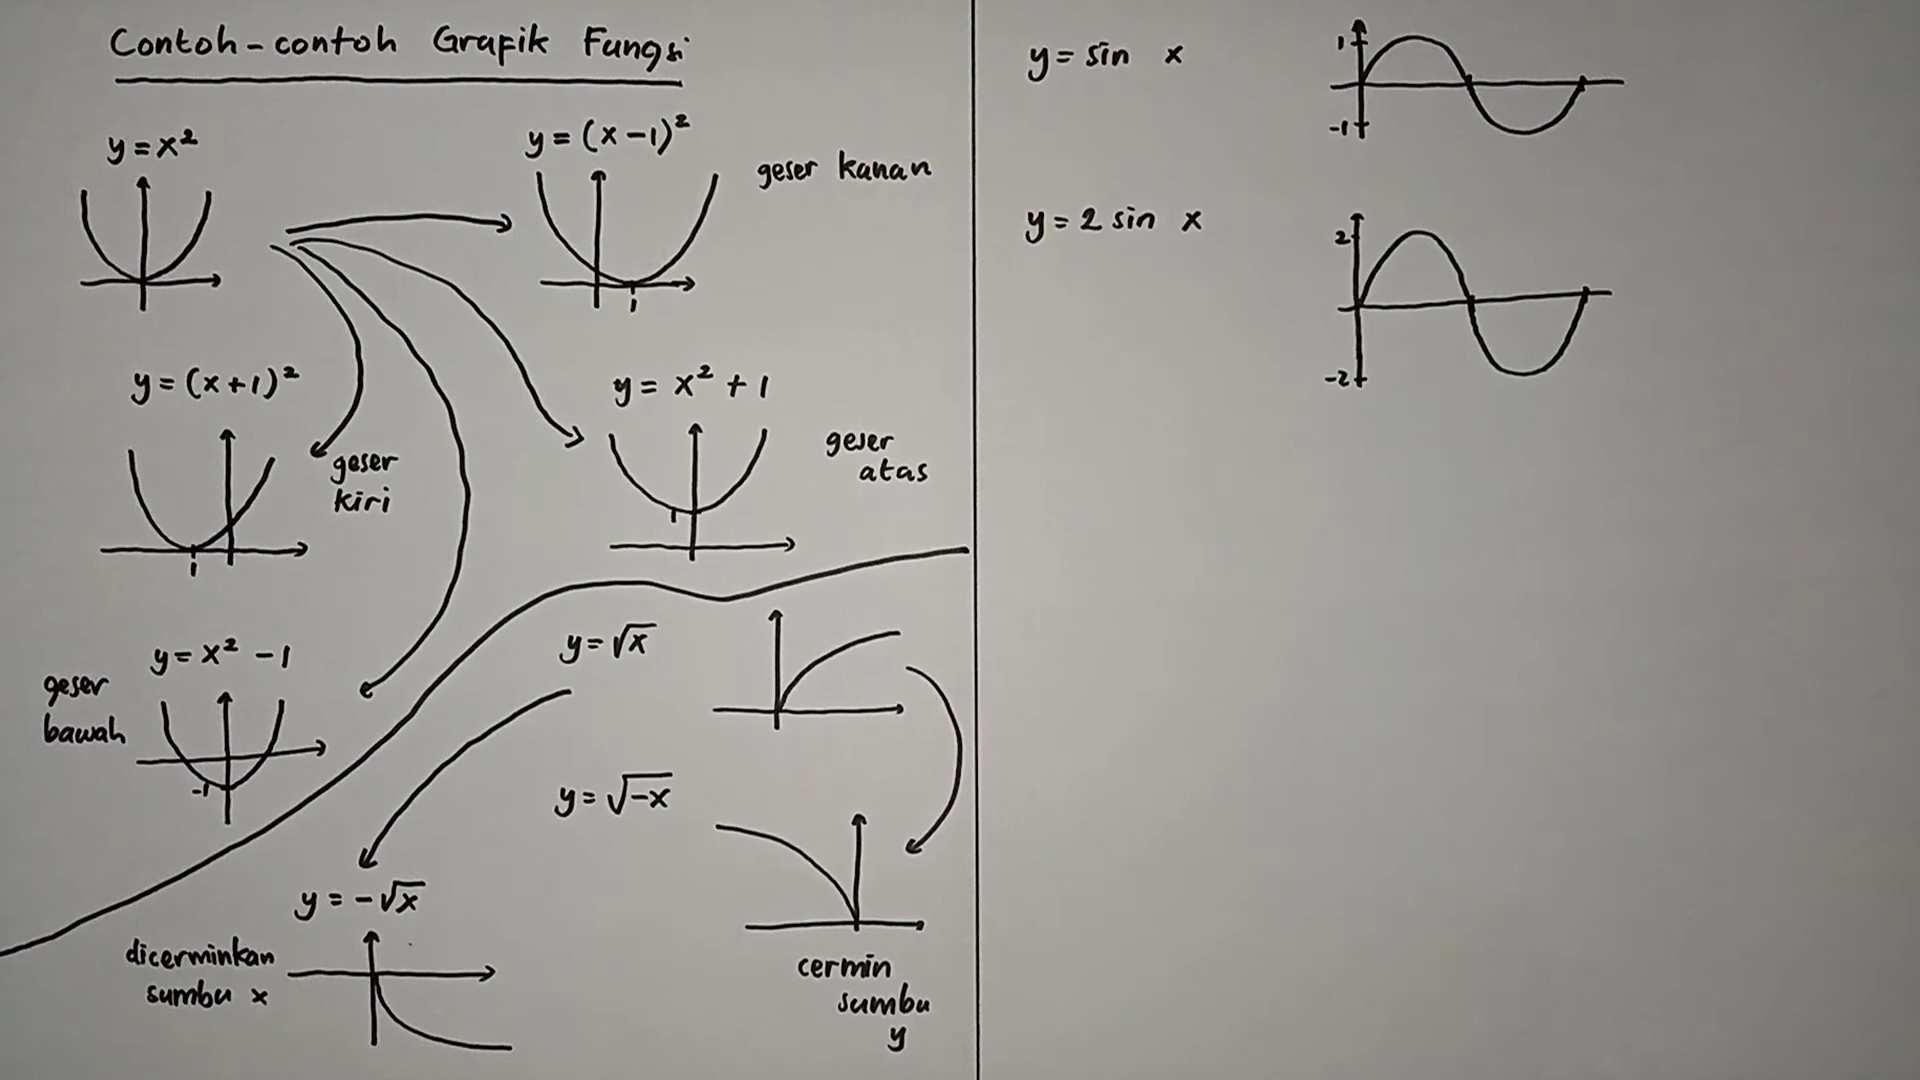 Contoh-contoh Grafik Fungsi
y = x²
y = (x-1)²
geser kanan
1
y = (x+1)²
geser
kiri
1
y = x² + 1
geser
atas
1
y = x² - 1
geser
bawah
-1
y = √x
y = √-x
cermin
sumbu
y
y = -√x
dicerminkan
sumbu x
y = sin x
1
-1
y = 2 sin x
2
-2